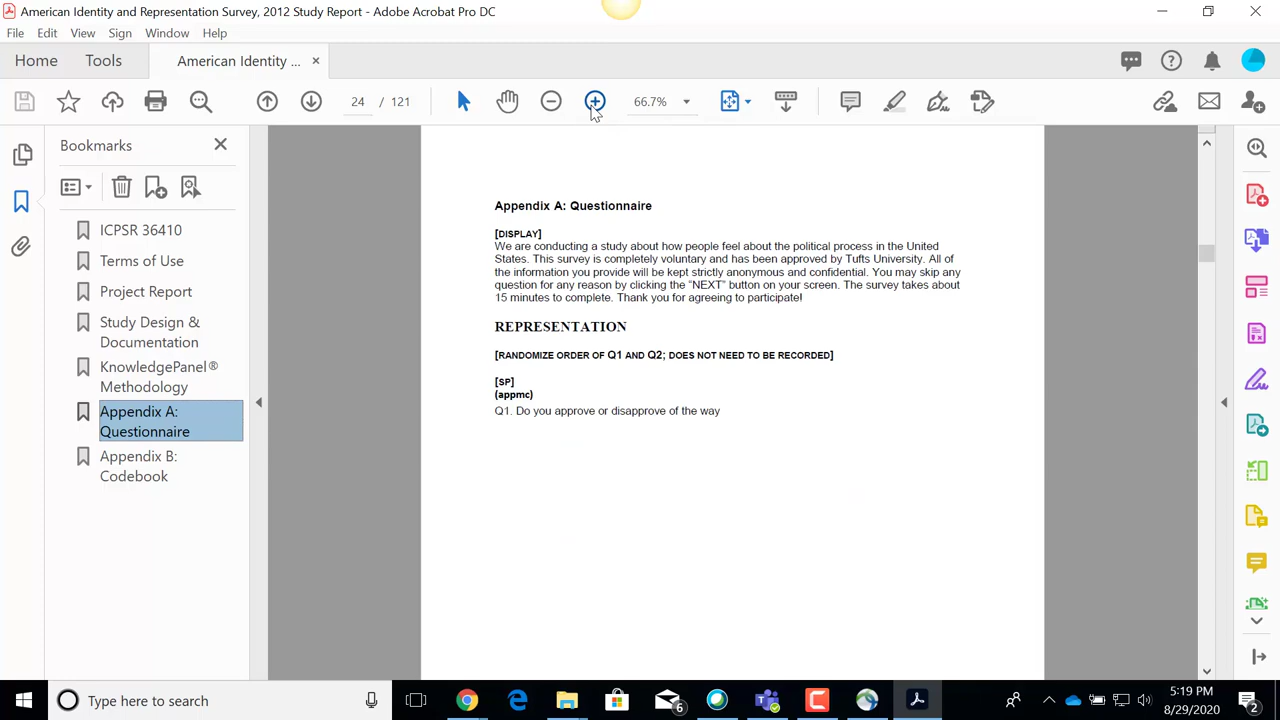 American Identity and Representation Survey, 2012 Study Report - Adobe Acrobat Pro DC
File Edit View Sign Window Help
Home Tools American Identity ... ×
24 / 121 66.7%
Bookmarks
ICPSR 36410
Terms of Use
Project Report
Study Design &
Documentation
KnowledgePanel®
Methodology
Appendix A:
Questionnaire
Appendix B:
Codebook
Appendix A: Questionnaire
[DISPLAY]
We are conducting a study about how people feel about the political process in the United
States. This survey is completely voluntary and has been approved by Tufts University. All of
the information you provide will be kept strictly anonymous and confidential. You may skip any
question for any reason by clicking the “NEXT” button on your screen. The survey takes about
15 minutes to complete. Thank you for agreeing to participate!
REPRESENTATION
[RANDOMIZE ORDER OF Q1 AND Q2; DOES NOT NEED TO BE RECORDED]
[SP]
(appmc)
Q1. Do you approve or disapprove of the way
Type here to search
6
5:19 PM
8/29/2020
2